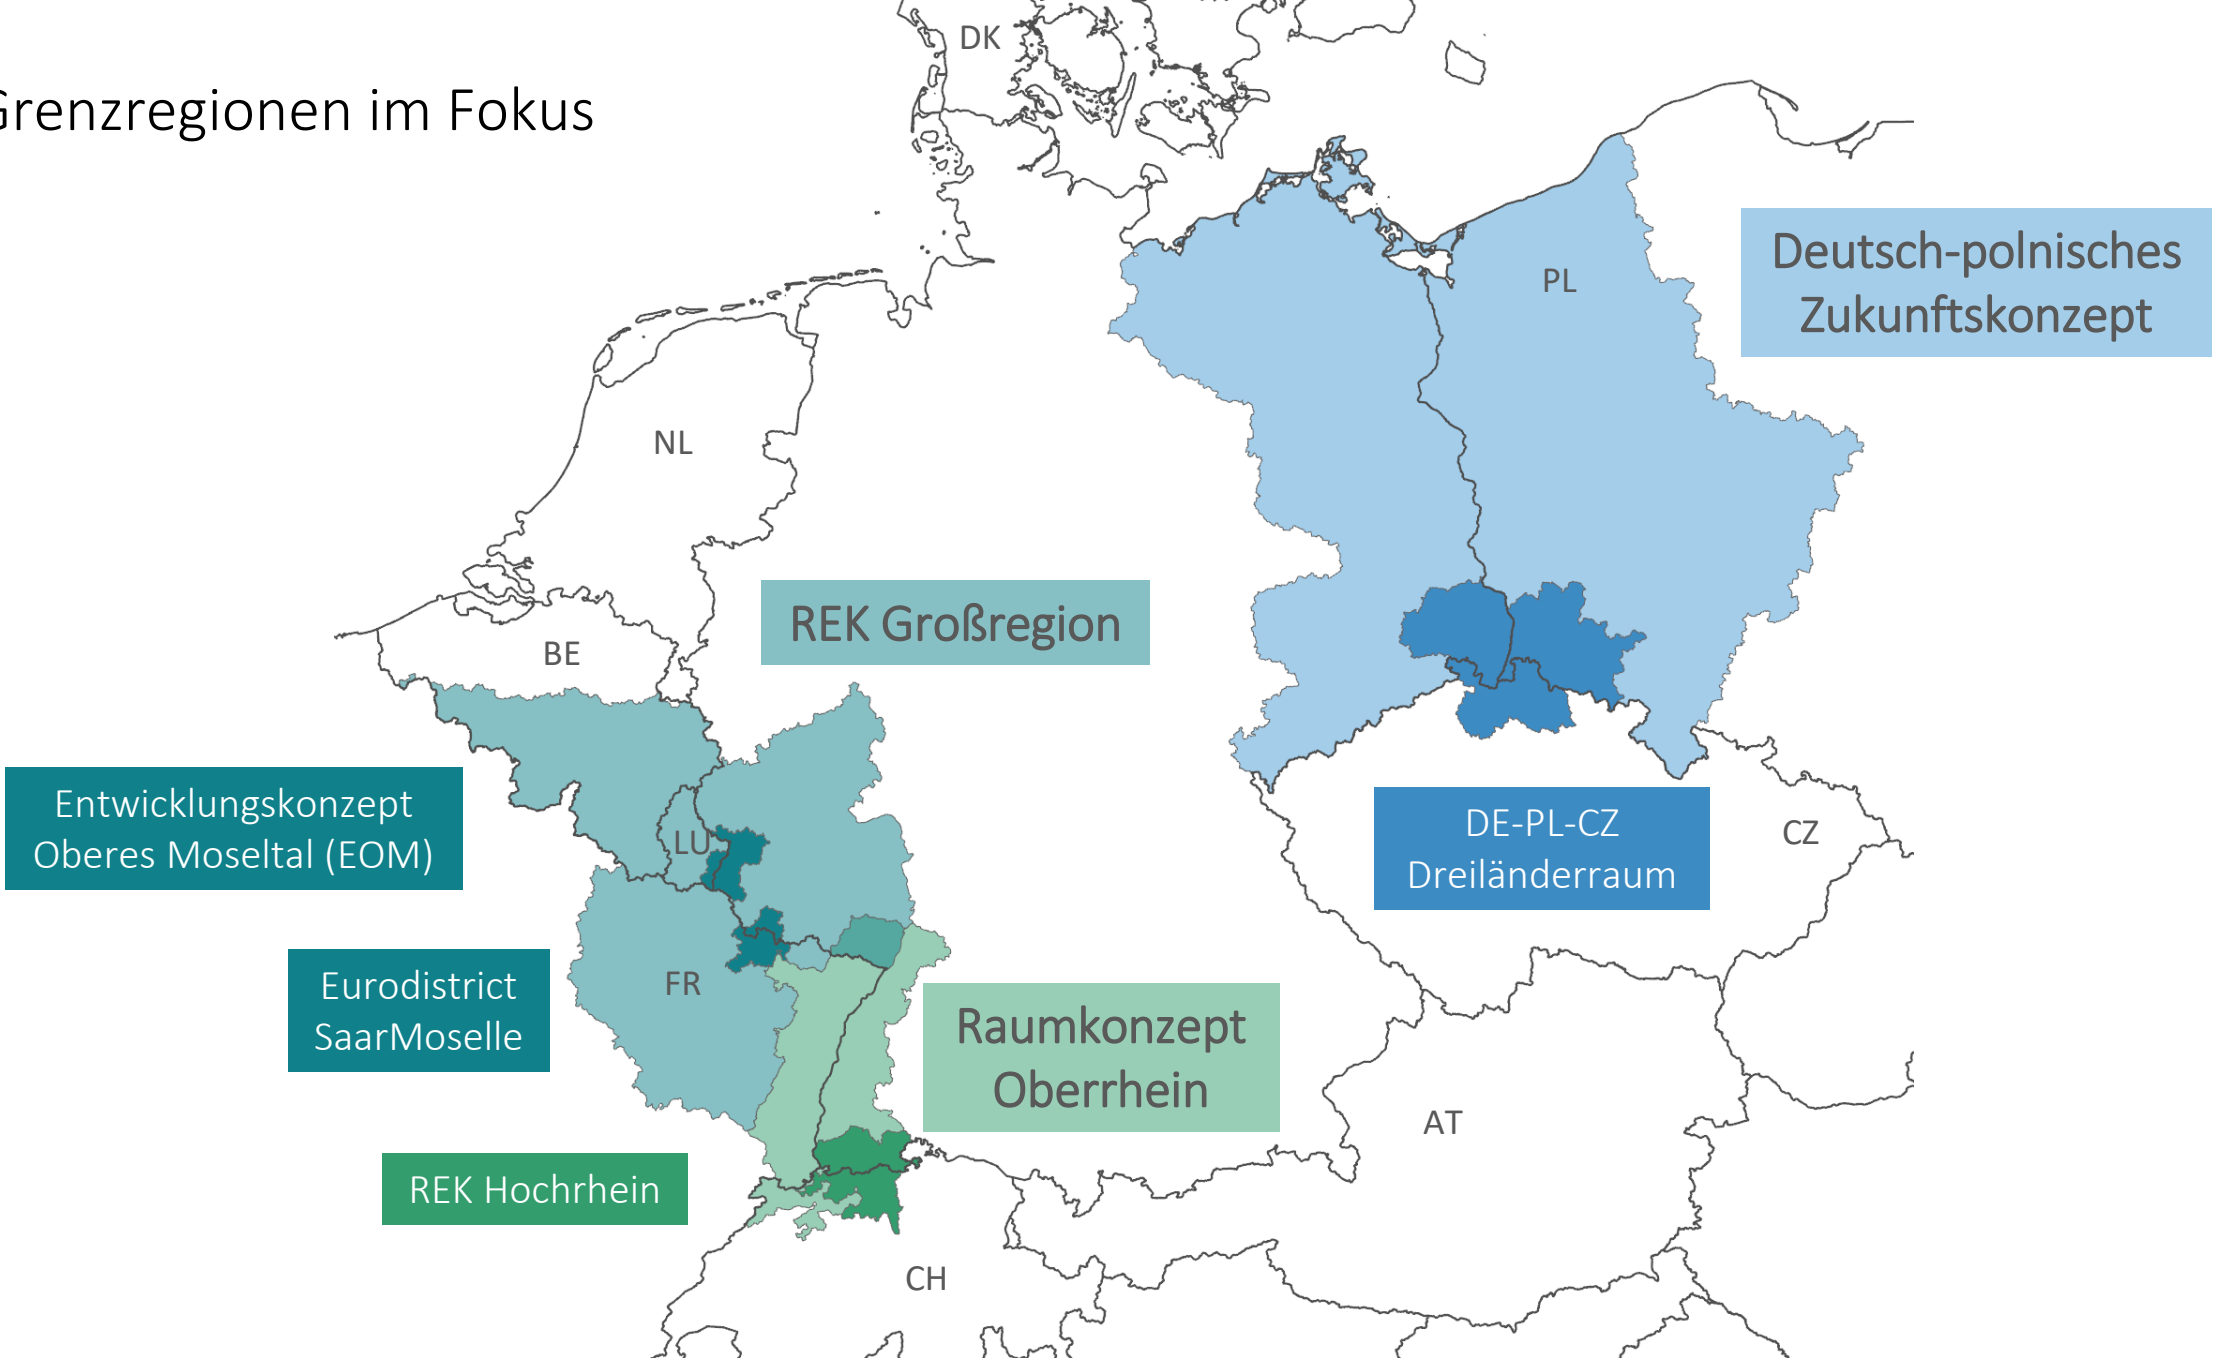 Grenzregionen im Fokus
DK
Deutsch-polnisches
Zukunftskonzept
PL
NL
REK Großregion
BE
Entwicklungskonzept
Oberes Moseltal (EOM)
LU
DE-PL-CZ
Dreiländerraum
CZ
Eurodistrict
SaarMoselle
FR
Raumkonzept
Oberrhein
AT
REK Hochrhein
CH